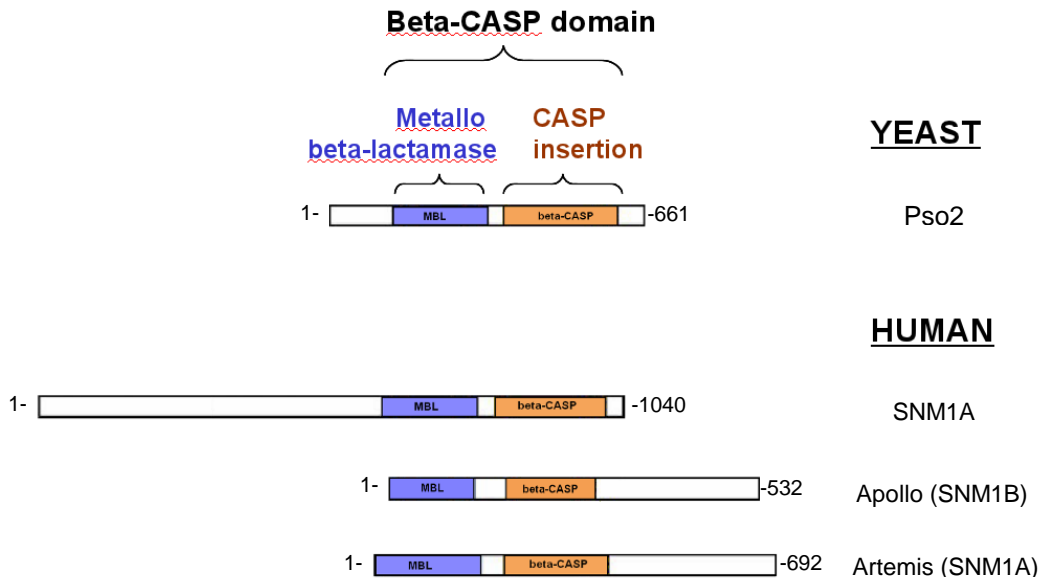 Beta-CASP domain
Metallo beta-lactamase
CASP insertion
YEAST
1-
MBL
beta-CASP
-661
Pso2
HUMAN
1-
MBL
beta-CASP
-1040
SNM1A
1-
MBL
beta-CASP
-532
Apollo (SNM1B)
1-
MBL
beta-CASP
-692
Artemis (SNM1A)